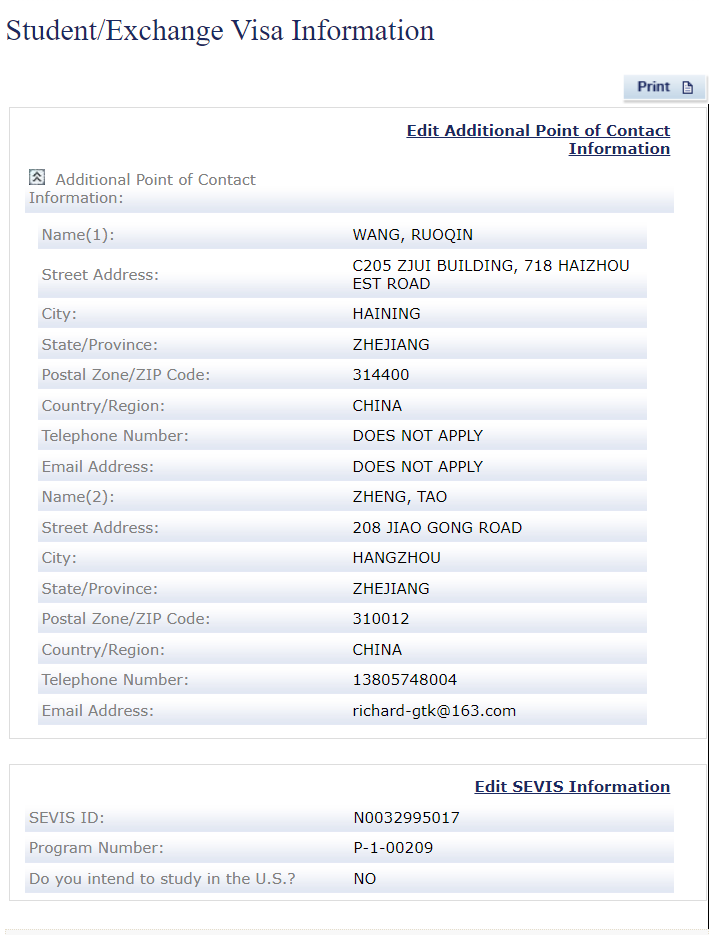 Student/Exchange Visa Information
Print
Edit Additional Point of Contact
Information
Additional Point of Contact
Information:
Name(1): WANG, RUOQIN
Street Address: C205 ZJUI BUILDING, 718 HAIZHOU
EST ROAD
City: HAINING
State/Province: ZHEJIANG
Postal Zone/ZIP Code: 314400
Country/Region: CHINA
Telephone Number: DOES NOT APPLY
Email Address: DOES NOT APPLY
Name(2): ZHENG, TAO
Street Address: 208 JIAO GONG ROAD
City: HANGZHOU
State/Province: ZHEJIANG
Postal Zone/ZIP Code: 310012
Country/Region: CHINA
Telephone Number: 13805748004
Email Address: richard-gtk@163.com
Edit SEVIS Information
SEVIS ID: N0032995017
Program Number: P-1-00209
Do you intend to study in the U.S.? NO